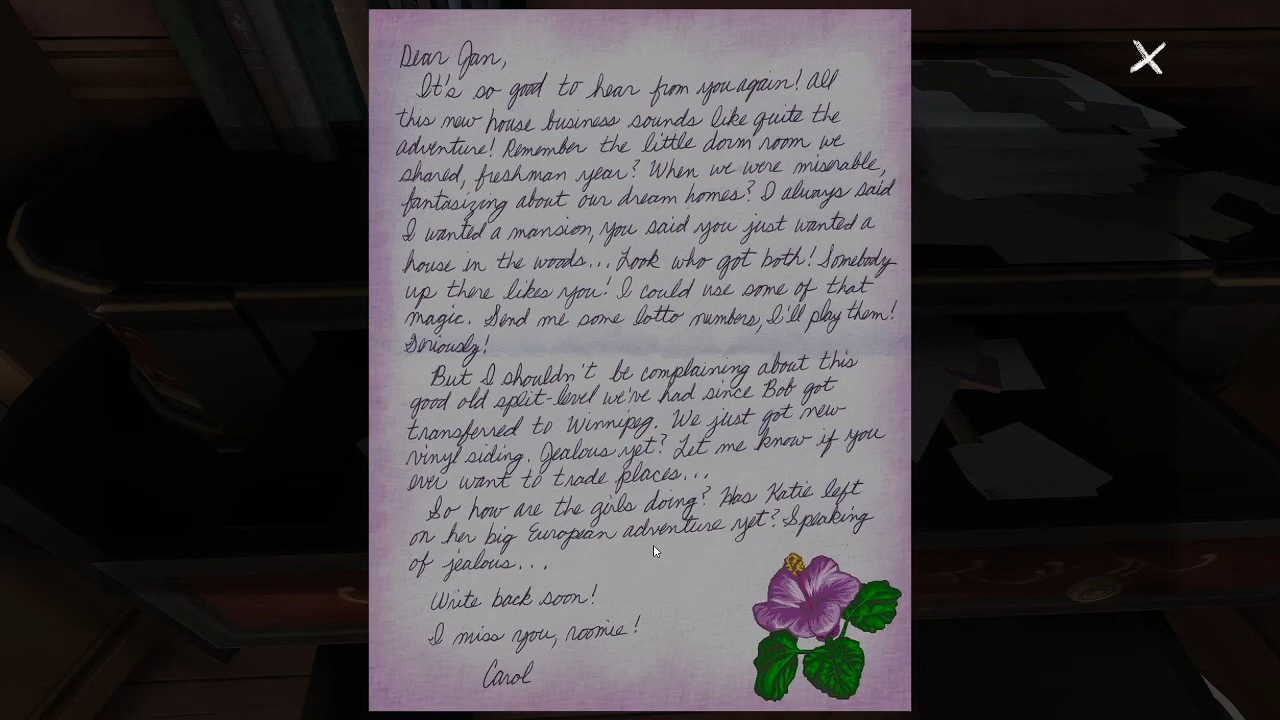 Dear Jan,
It's so good to hear from you again! All
this new house business sounds like quite the
adventure! Remember the little dorm room we
shared, freshman year? When we were miserable,
fantasizing about our dream homes? I always said
I wanted a mansion, you said you just wanted a
house in the woods... Look who got both! Somebody
up there likes you! I could use some of that
magic. Send me some lotto numbers, I'll play them!
Seriously!
But I shouldn't be complaining about this
good old split-level we've had since Bob got
transferred to Winnipeg. We just got new
vinyl siding. Jealous yet? Let me know if you
ever want to trade places...
So how are the girls doing? Has Katie left
on her big European adventure yet? Speaking
of jealous...
Write back soon!
I miss you, roomie!
Carol